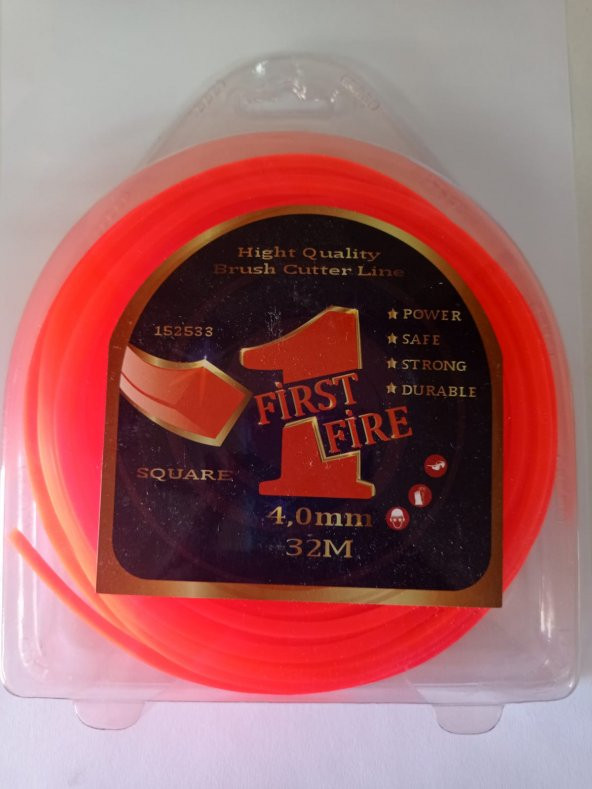 Hight Quality
Brush Cutter Line
152533
POWER
SAFE
STRONG
DURABLE
1
FİRST
FİRE
SQUARE
4,0mm
32M